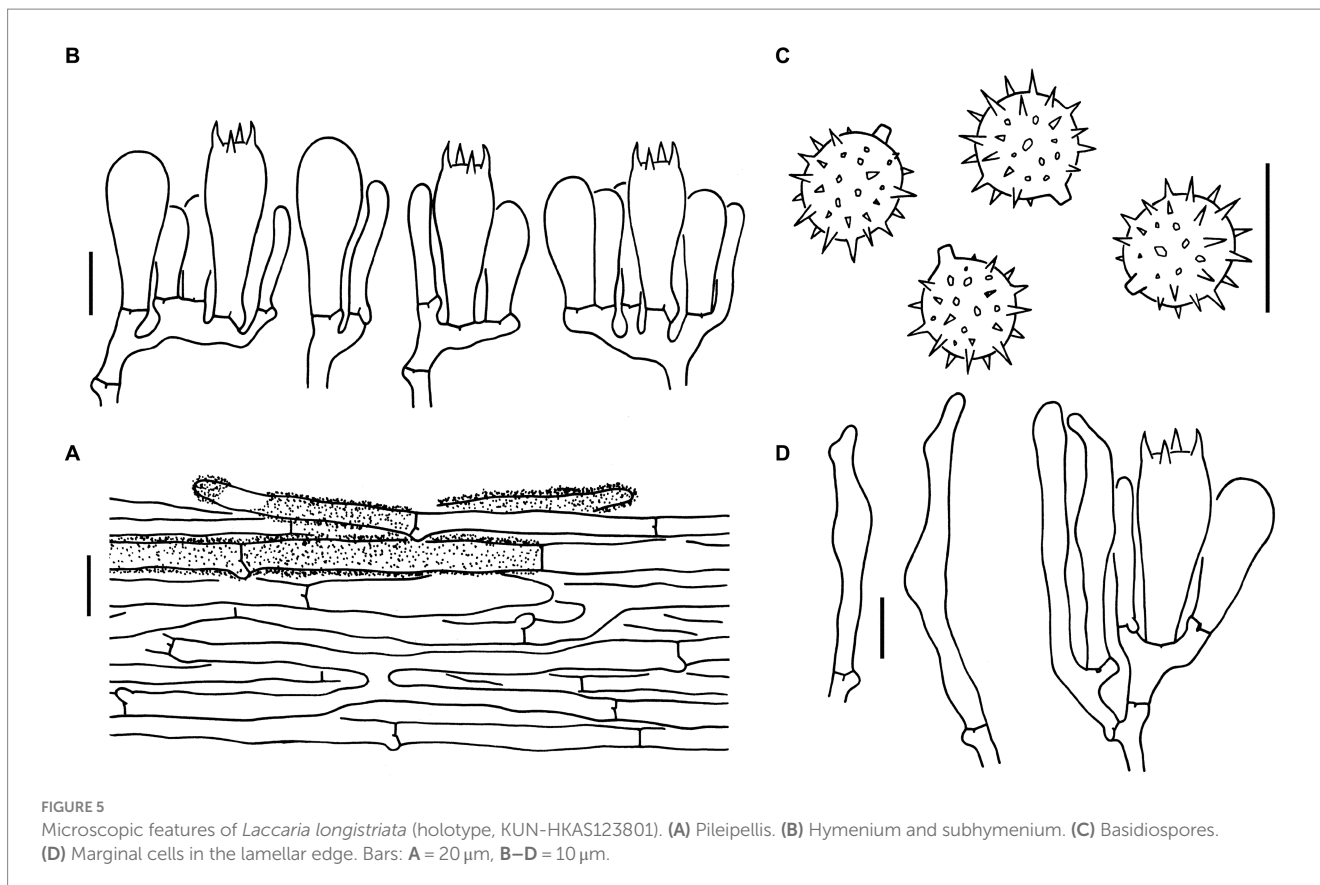 B
C
A
D
FIGURE 5
Microscopic features of Laccaria longistriata (holotype, KUN-HKAS123801). (A) Pileipellis. (B) Hymenium and subhymenium. (C) Basidiospores.
(D) Marginal cells in the lamellar edge. Bars: A = 20 μm, B–D = 10 μm.